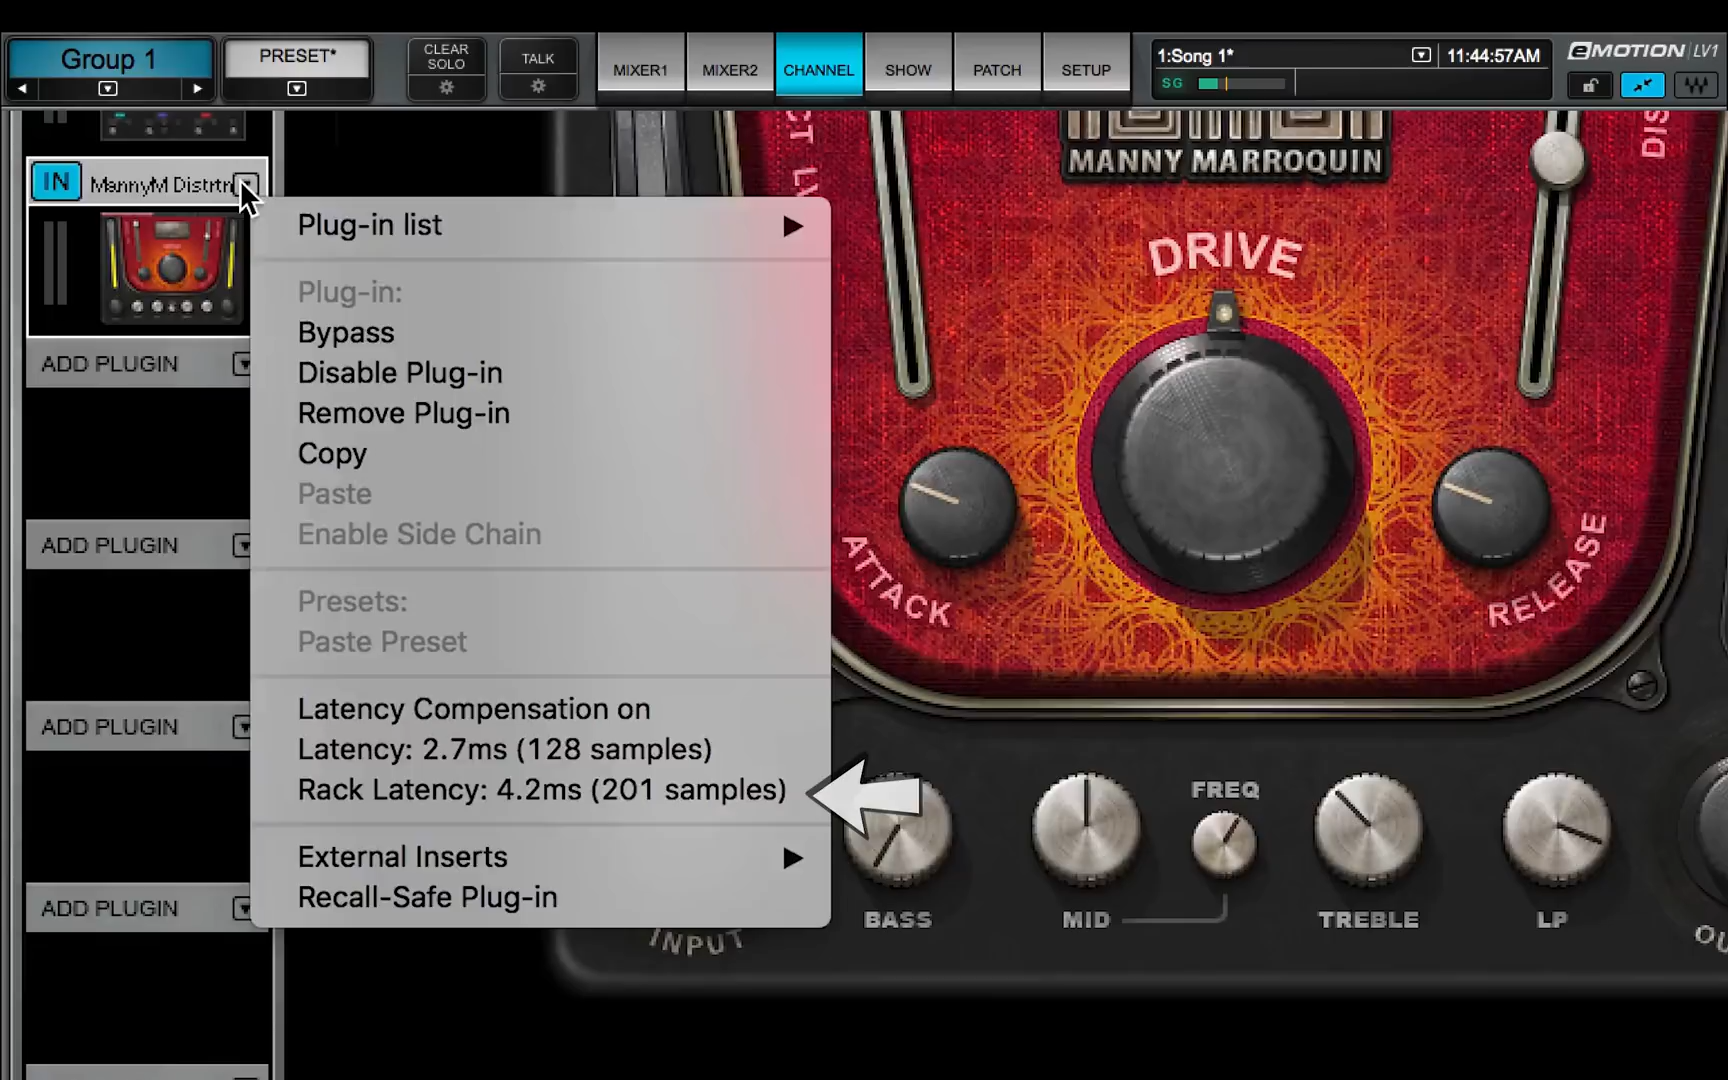 Group 1
PRESET*
CLEAR
SOLO
TALK
MIXER1
MIXER2
CHANNEL
SHOW
PATCH
SETUP
1:Song 1*
11:44:57AM
SG
eMOTION LV1
IN
MannyM Distrtn
ADD PLUGIN
ADD PLUGIN
ADD PLUGIN
ADD PLUGIN
Plug-in list
Plug-in:
Bypass
Disable Plug-in
Remove Plug-in
Copy
Paste
Enable Side Chain
Presets:
Paste Preset
Latency Compensation on
Latency: 2.7ms (128 samples)
Rack Latency: 4.2ms (201 samples)
External Inserts
Recall-Safe Plug-in
MANNY MARROQUIN
DRIVE
ATTACK
RELEASE
FREQ
BASS
MID
TREBLE
LP
INPUT